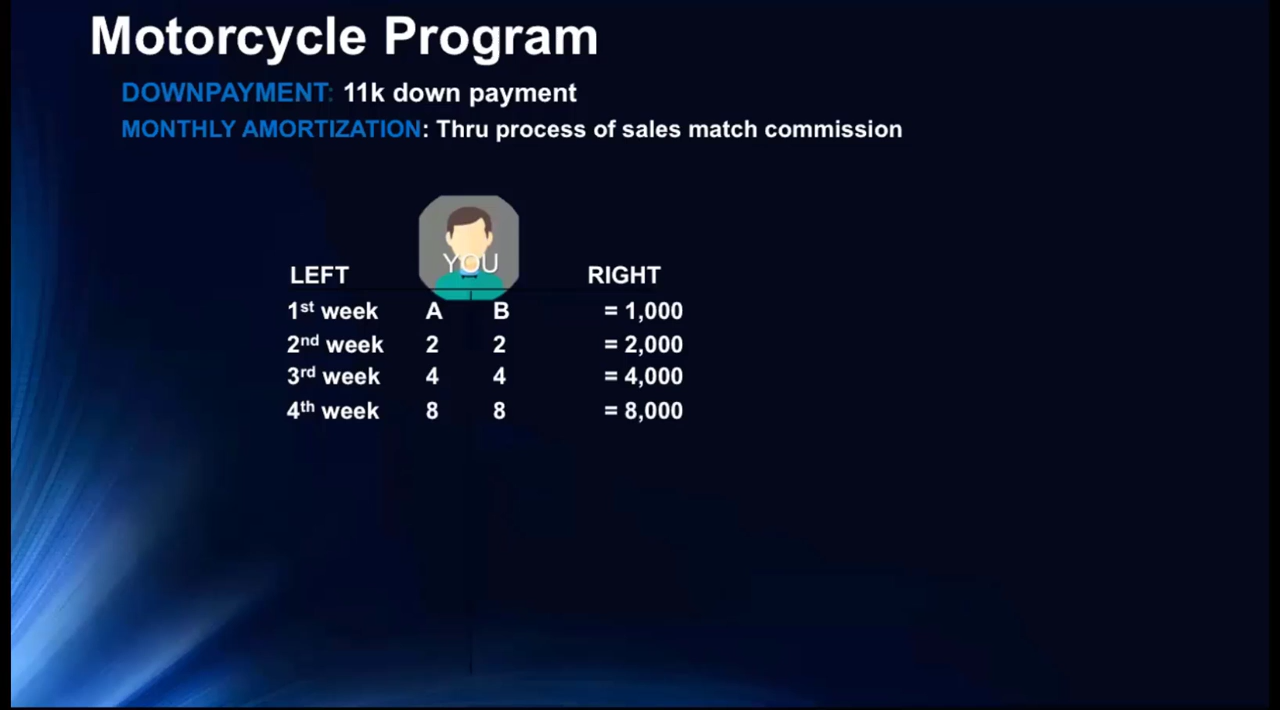 Motorcycle Program
DOWNPAYMENT: 11k down payment
MONTHLY AMORTIZATION: Thru process of sales match commission
YOU
LEFT RIGHT
1st week A B = 1,000
2nd week 2 2 = 2,000
3rd week 4 4 = 4,000
4th week 8 8 = 8,000